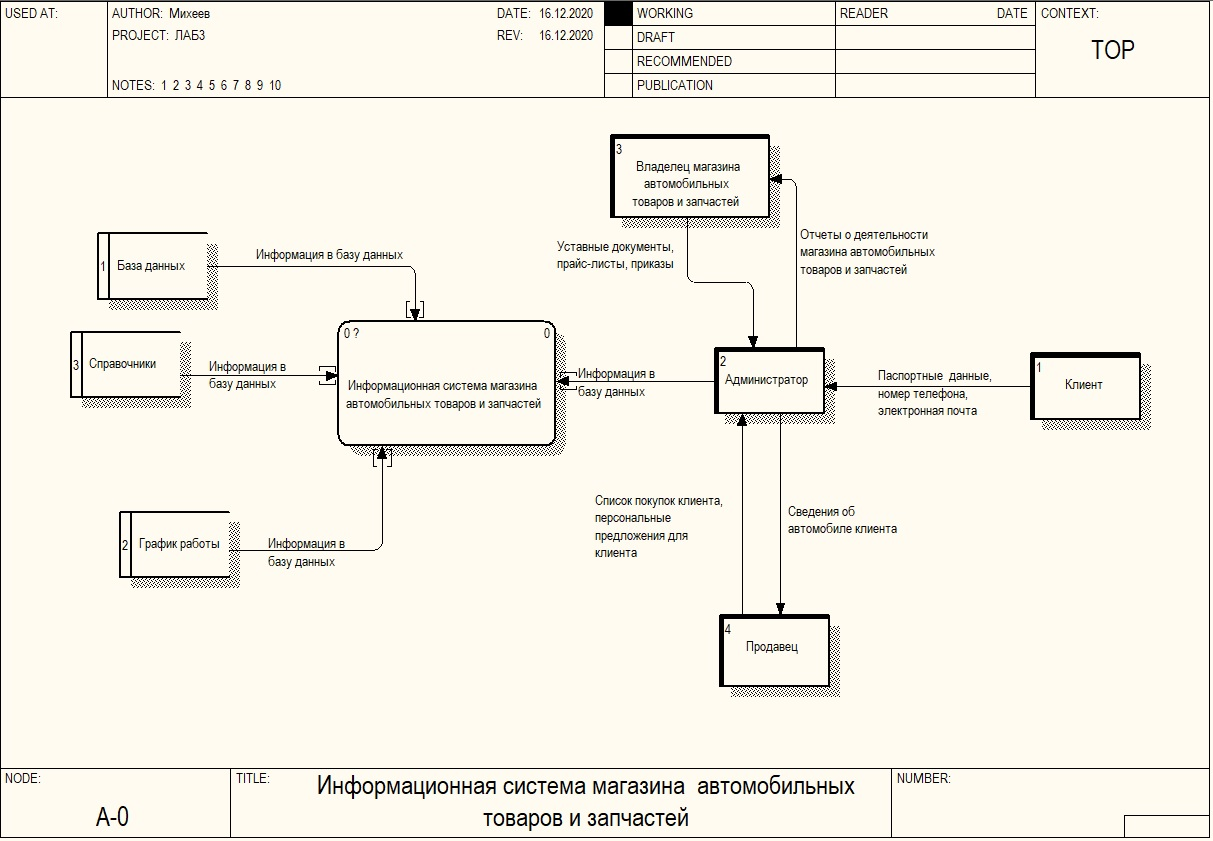 USED AT:
AUTHOR: Михеев
DATE: 16.12.2020
PROJECT: ЛАБ3
REV: 16.12.2020
NOTES: 1 2 3 4 5 6 7 8 9 10
WORKING
DRAFT
RECOMMENDED
PUBLICATION
READER DATE
CONTEXT:
TOP
3
Владелец магазина
автомобильных
товаров и запчастей
Уставные документы,
прайс-листы, приказы
Отчеты о деятельности
магазина автомобильных
товаров и запчастей
1
База данных
Информация в базу данных
3
Справочники
Информация в
базу данных
0 ? 0
Информационная система магазина
автомобильных товаров и запчастей
Информация в
базу данных
2
Администратор
Паспортные данные,
номер телефона,
электронная почта
1
Клиент
2
График работы
Информация в
базу данных
Список покупок клиента,
персональные
предложения для
клиента
Сведения об
автомобиле клиента
4
Продавец
NODE:
A-0
TITLE:
Информационная система магазина автомобильных
товаров и запчастей
NUMBER: